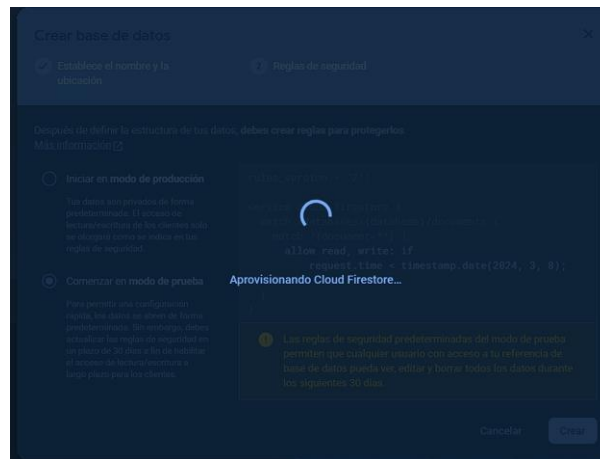 Crear base de datos
Establece el nombre y la
ubicación
2 Reglas de seguridad
Después de definir la estructura de tus datos, debes crear reglas para protegerlos.
Más información
Iniciar en modo de producción
Tus datos son privados de forma
predeterminada. El acceso de
lectura/escritura de los clientes solo
se otorgará como se indica en tus
reglas de seguridad.
allow read, write: if
request.time < timestamp.date(2024, 3, 8);
Comenzar en modo de prueba
Aprovisionando Cloud Firestore...
Para permitir una configuración
rápida, los datos se abren de forma
predeterminada. Sin embargo, debes
actualizar las reglas de seguridad en
un plazo de 30 días a fin de habilitar
el acceso de lectura/escritura a
largo plazo para los clientes.
Las reglas de seguridad predeterminadas del modo de prueba
permiten que cualquier usuario con acceso a tu referencia de
base de datos pueda ver, editar y borrar todos los datos durante
los siguientes 30 días
Cancelar
Crear